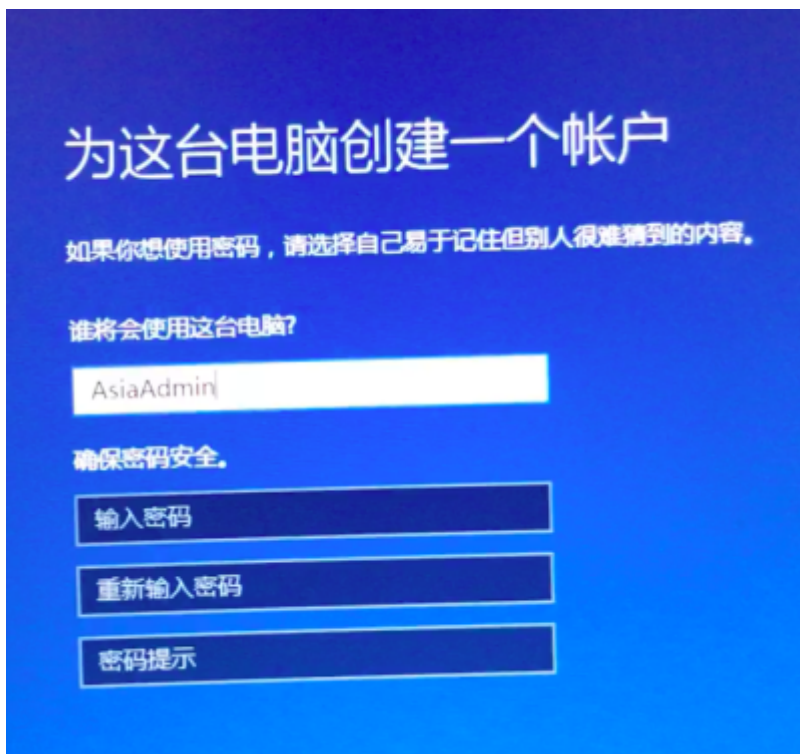 为这台电脑创建一个帐户
如果你想使用密码，请选择自己易于记住但别人很难猜到的内容。
谁将会使用这台电脑?
AsiaAdmin
确保密码安全。
输入密码
重新输入密码
密码提示